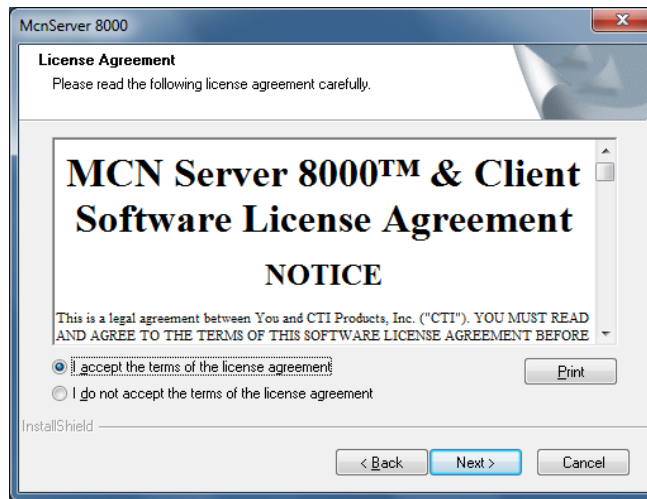 McnServer 8000
License Agreement
Please read the following license agreement carefully.
MCN Server 8000™ & Client
Software License Agreement
NOTICE
This is a legal agreement between You and CTI Products, Inc. ("CTI"). YOU MUST READ
AND AGREE TO THE TERMS OF THIS SOFTWARE LICENSE AGREEMENT BEFORE
I accept the terms of the license agreement
Print
I do not accept the terms of the license agreement
InstallShield
< Back Next > Cancel